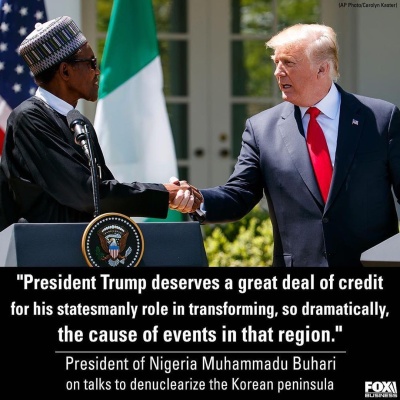 (AP Photo/Carolyn Kaster)
"President Trump deserves a great deal of credit
for his statesmanly role in transforming, so dramatically,
the cause of events in that region."
President of Nigeria Muhammadu Buhari
on talks to denuclearize the Korean peninsula
FOX
BUSINESS